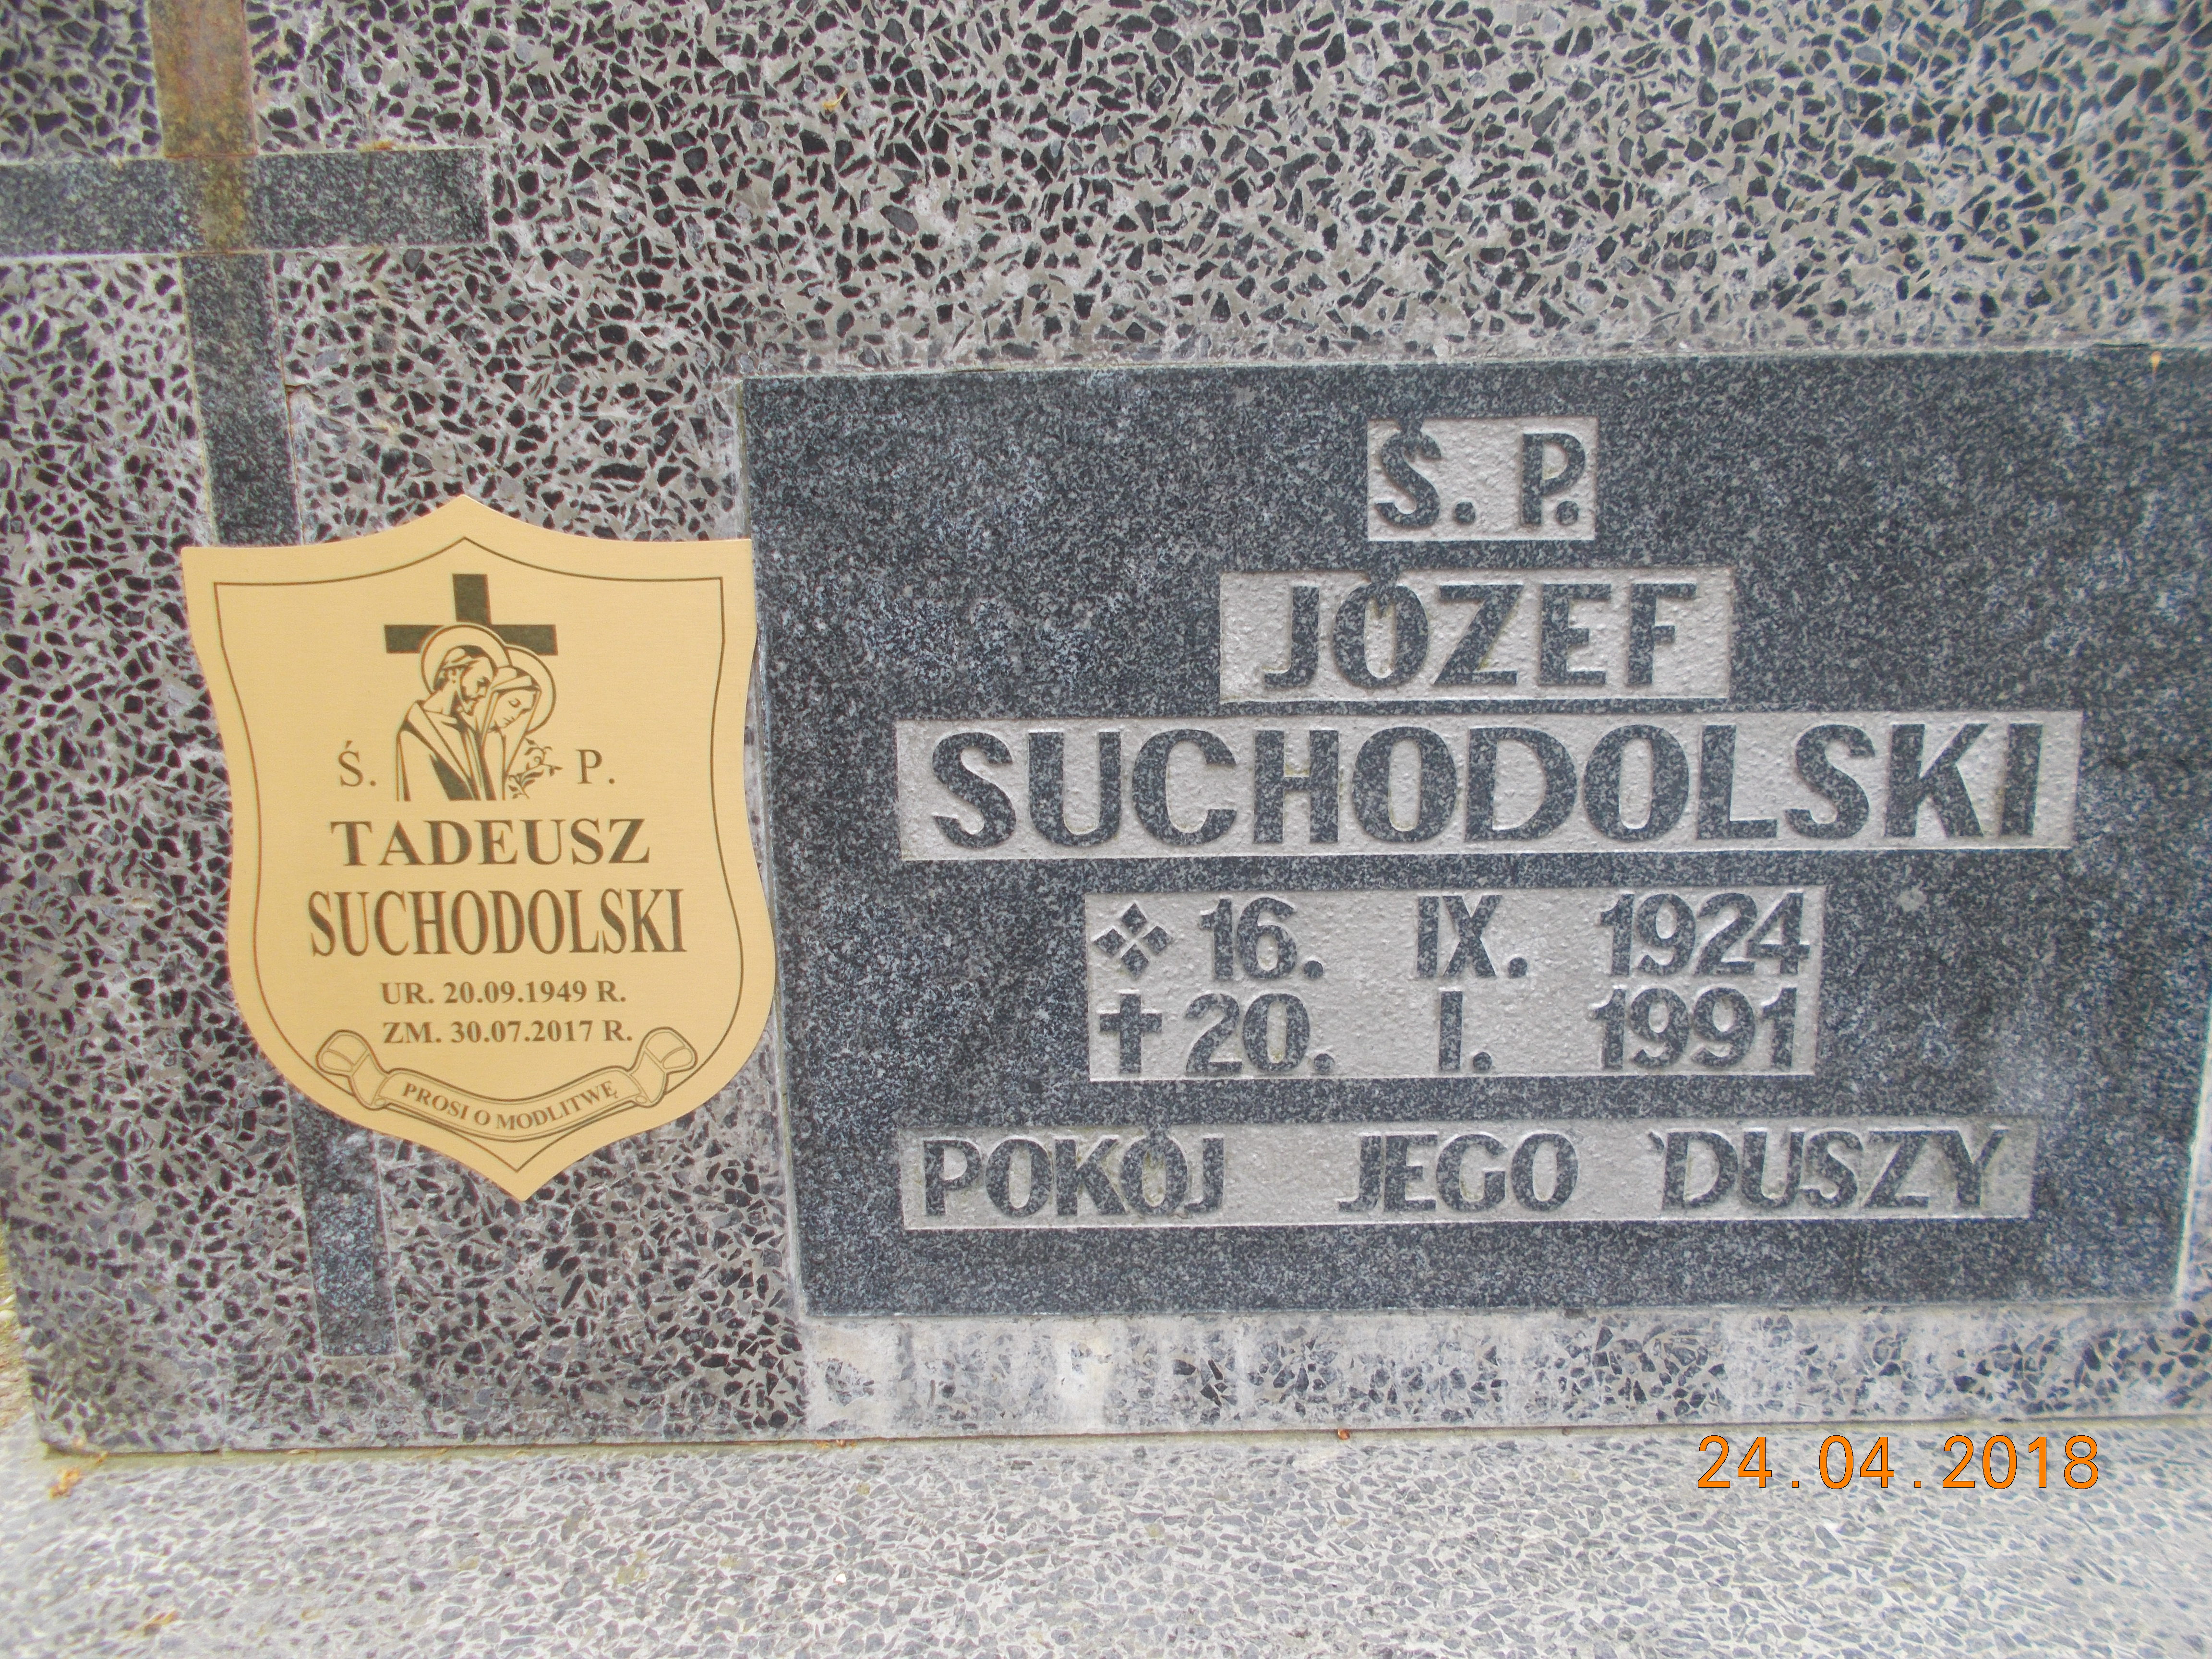 Ś. P.
TADEUSZ
SUCHODOLSKI
UR. 20.09.1949 R.
ZM. 30.07.2017 R.
PROSI O MODLITWĘ
Ś. P.
JÓZEF
SUCHODOLSKI
16. IX. 1924
20. I. 1991
POKÓJ JEGO DUSZY
24.04.2018